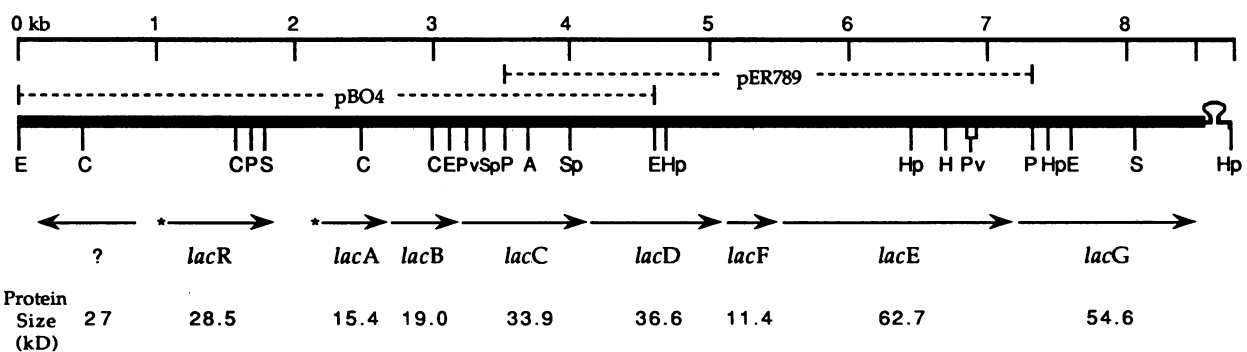 0 kb 1 2 3 4 5 6 7 8
pER789
pBO4
E C C P S C C E Pv Sp P A Sp E Hp Hp H Pv P Hp E S Hp
* *
? lacR lacA lacB lacC lacD lacF lacE lacG
Protein
Size 27 28.5 15.4 19.0 33.9 36.6 11.4 62.7 54.6
(kD)